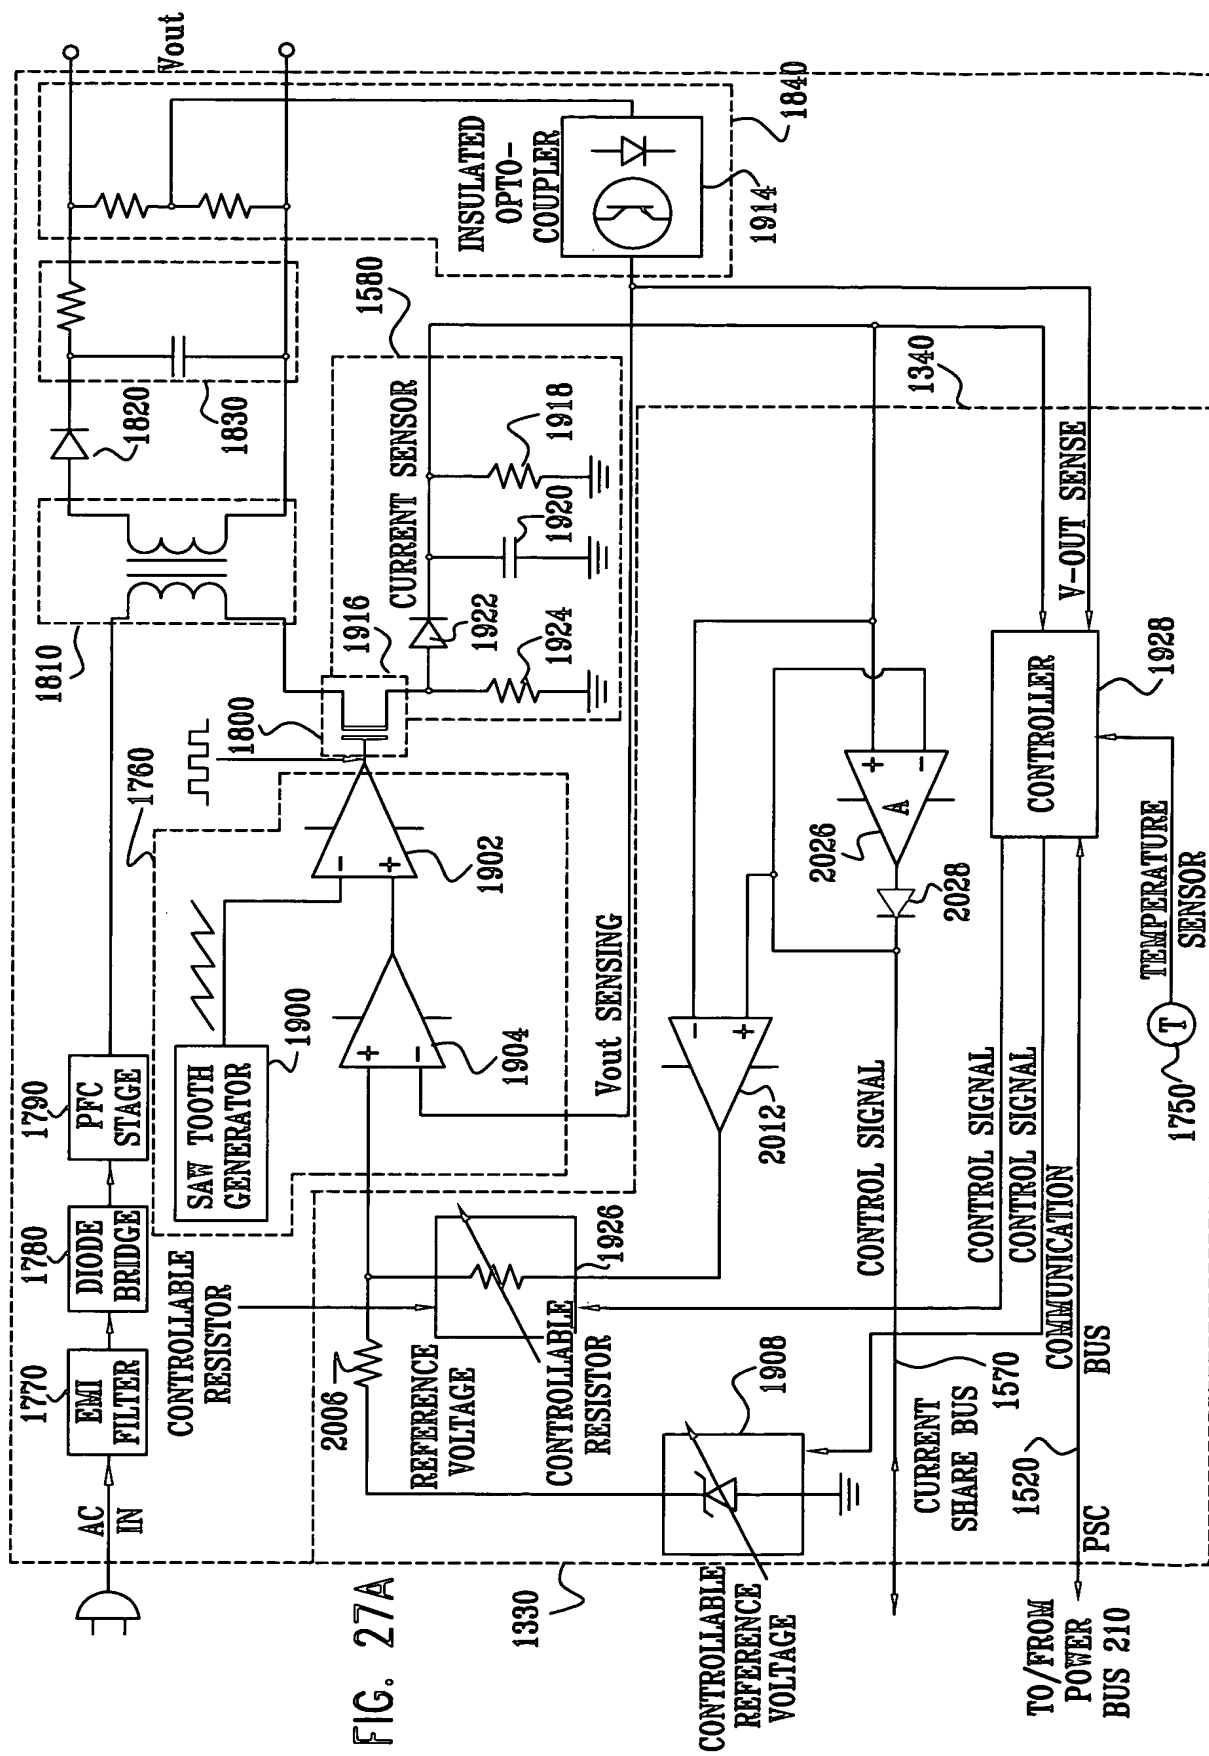 AC
IN
1770
EMI
FILTER
1780
DIODE
BRIDGE
1790
PFC
STAGE
1810
1820
1830
Vout
CONTROLLABLE
RESISTOR
SAW TOOTH
GENERATOR
1900
1760
1800
1916
-
+
1902
+
-
1904
CURRENT SENSOR
1580
1922
1924
1920
1918
INSULATED
OPTO-
COUPLER
1914
1840
2006
REFERENCE
VOLTAGE
CONTROLLABLE
RESISTOR
1926
Vout SENSING
-
+
2012
+
-
A
2026
2028
1340
V-OUT SENSE
FIG. 27A
1330
CONTROLLABLE
REFERENCE
VOLTAGE
1908
CONTROL SIGNAL
CURRENT
SHARE BUS
1570
CONTROL SIGNAL
CONTROL SIGNAL
COMMUNICATION
BUS
1520
PSC
TO/FROM
POWER
BUS 210
CONTROLLER
1928
TEMPERATURE
SENSOR
T
1750